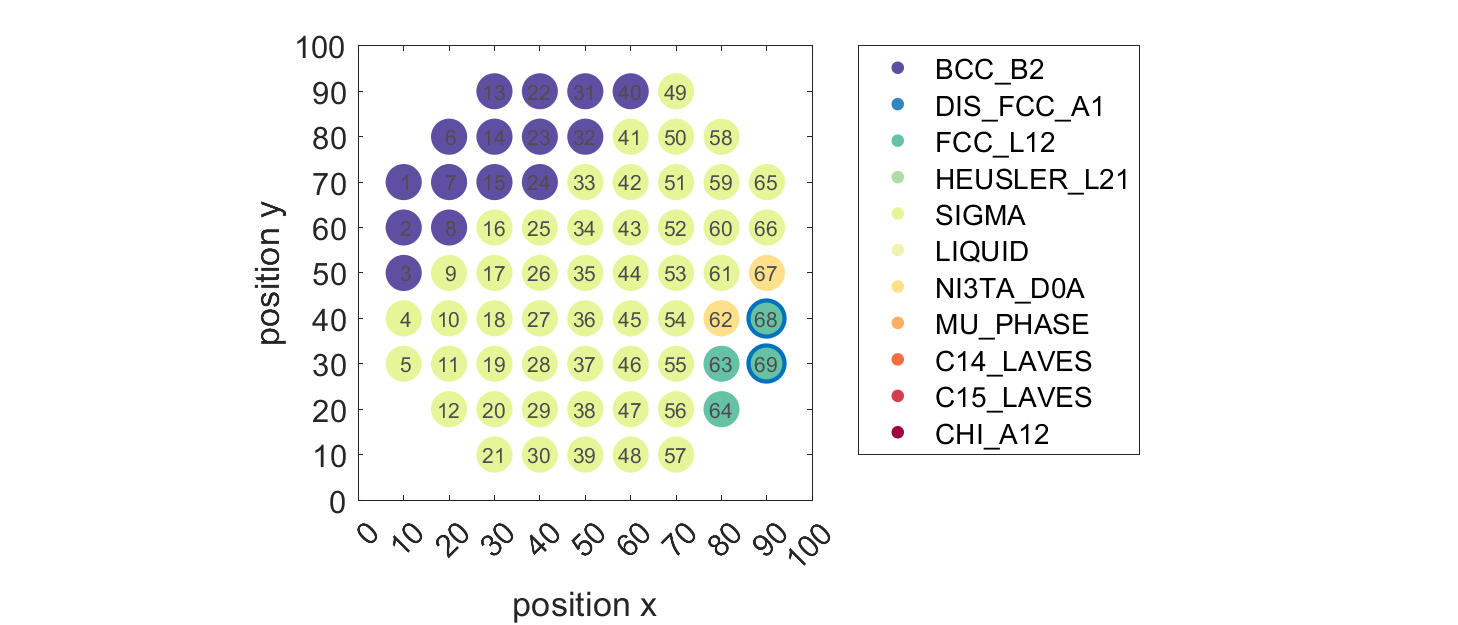 100
90
80
70
60
50
40
30
20
10
0
position y
13 22 31 40 49
6 14 23 32 41 50 58
1 7 15 24 33 42 51 59 65
2 8 16 25 34 43 52 60 66
3 9 17 26 35 44 53 61 67
4 10 18 27 36 45 54 62 68
5 11 19 28 37 46 55 63 69
12 20 29 38 47 56 64
21 30 39 48 57
0 10 20 30 40 50 60 70 80 90 100
position x
BCC_B2
DIS_FCC_A1
FCC_L12
HEUSLER_L21
SIGMA
LIQUID
NI3TA_D0A
MU_PHASE
C14_LAVES
C15_LAVES
CHI_A12